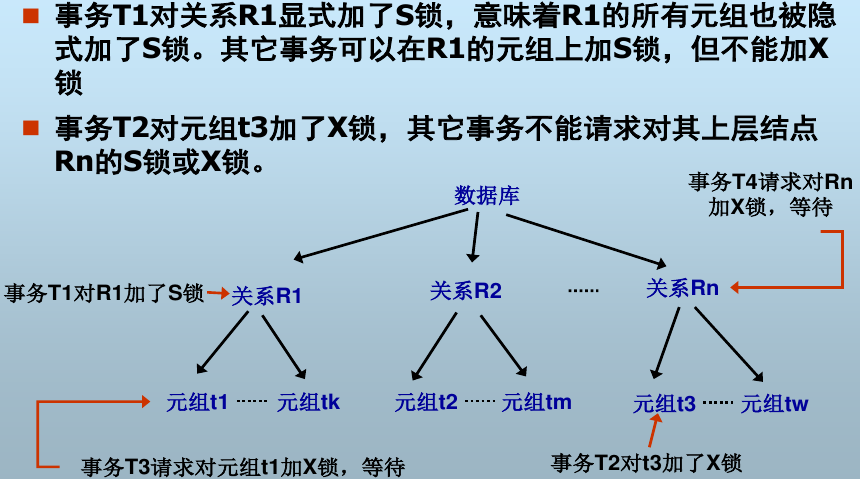 事务T1对关系R1显式加了S锁，意味着R1的所有元组也被隐
式加了S锁。其它事务可以在R1的元组上加S锁，但不能加X
锁
事务T2对元组t3加了X锁，其它事务不能请求对其上层结点
Rn的S锁或X锁。
事务T4请求对Rn
加X锁，等待
数据库
事务T1对R1加了S锁
关系R1
关系R2
······
关系Rn
元组t1 ······ 元组tk
元组t2 ······ 元组tm
元组t3 ······ 元组tw
事务T3请求对元组t1加X锁，等待
事务T2对t3加了X锁